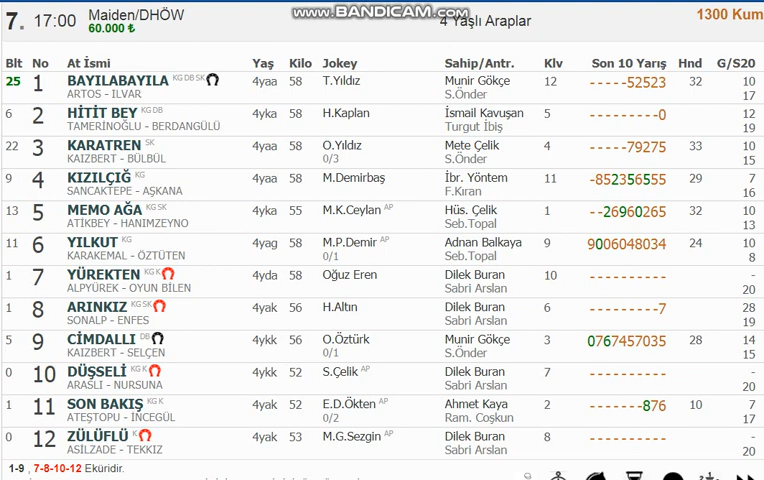 www.BANDICAM.com
7. 17:00 Maiden/DHÖW 4 Yaşlı Araplar 1300 Kum
60.000 ₺
Blt No At İsmi Yaş Kilo Jokey Sahip/Antr. Klv Son 10 Yarış Hnd G/S20
25 1 BAYILABAYILA KG DB SK 4yaa 58 T.Yıldız Munir Gökçe 12 -----52523 32 10
ARTOS - ILVAR S.Önder 17
6 2 HİTİT BEY KG DB 4yka 58 H.Kaplan İsmail Kavuşan 5 ---------0 12
TAMERİNOĞLU - BERDANGÜLÜ Turgut İbiş 19
22 3 KARATREN SK 4yaa 58 O.Yıldız Mete Çelik 4 -----79275 33 10
KAIZBERT - BÜLBÜL 0/3 S.Önder 15
9 4 KIZILÇIĞ KG 4yaa 58 M.Demirbaş İbr. Yöntem 11 -852356555 29 7
SANCAKTEPE - AŞKANA F.Kıran 16
13 5 MEMO AĞA KG SK 4yka 55 M.K.Ceylan AP Hüs. Çelik 1 --26960265 32 10
ATİKBEY - HANIMZEYNO Seb.Topal 13
11 6 YILKUT KG 4yag 58 M.P.Demir AP Adnan Balkaya 9 9006048034 24 10
KARAKEMAL - ÖZTÜTEN 0/1 Seb.Topal 8
1 7 YÜREKTEN KG K 4yda 58 Oğuz Eren Dilek Buran 10 ---------- -
ALPYÜREK - OYUN BİLEN Sabri Arslan 20
1 8 ARINKIZ KG SK 4yak 56 H.Altın Dilek Buran 6 ---------7 28
SONALP - ENFES Sabri Arslan 19
5 9 CİMDALLI DB 4ykk 56 O.Öztürk Munir Gökçe 3 0767457035 28 14
KAIZBERT - SELÇEN 0/1 S.Önder 15
0 10 DÜŞSELİ KG K 4ykk 52 S.Çelik AP Dilek Buran 7 ---------- -
ARASLI - NURSUNA Sabri Arslan 20
1 11 SON BAKIŞ KG K 4yak 52 E.D.Ökten AP Ahmet Kaya 2 -------876 10 7
ATEŞTOPU - İNCEGÜL 0/2 Ram. Coşkun 17
0 12 ZÜLÜFLÜ K 4yak 53 M.G.Sezgin AP Dilek Buran 8 ---------- -
ASİLZADE - TEKKIZ Sabri Arslan 20
1-9 , 7-8-10-12 Eküridir.